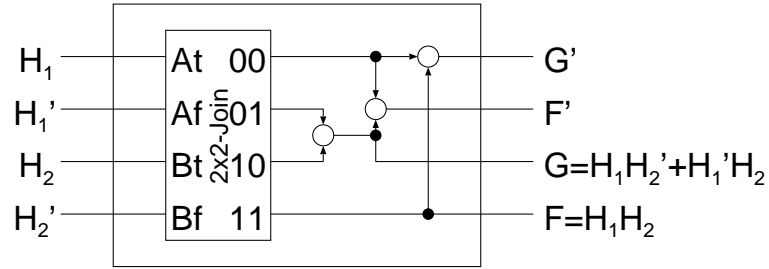 H₁ At 00 G’
H₁’ Af 01 F’
2x2-Join
H₂ Bt 10 G=H₁H₂’+H₁’H₂
H₂’ Bf 11 F=H₁H₂